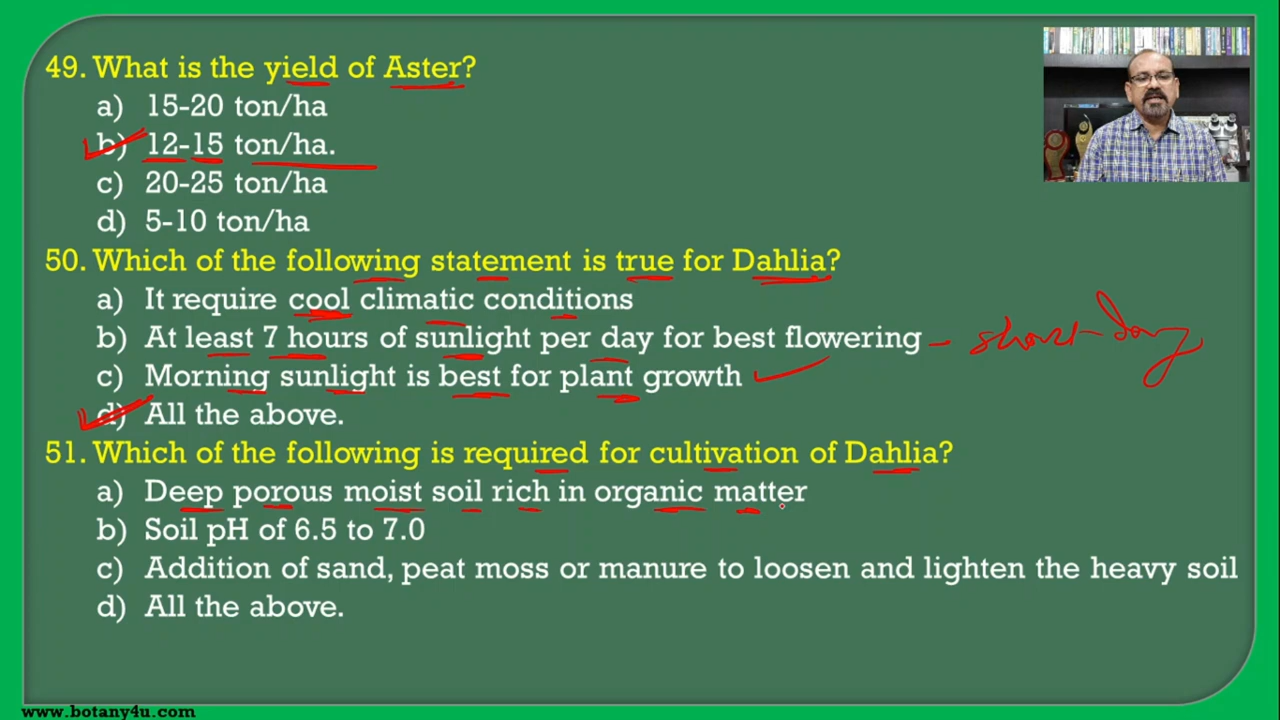 49. What is the yield of Aster?
a) 15-20 ton/ha
b) 12-15 ton/ha.
c) 20-25 ton/ha
d) 5-10 ton/ha
50. Which of the following statement is true for Dahlia?
a) It require cool climatic conditions
b) At least 7 hours of sunlight per day for best flowering - short-day
c) Morning sunlight is best for plant growth
d) All the above.
51. Which of the following is required for cultivation of Dahlia?
a) Deep porous moist soil rich in organic matter
b) Soil pH of 6.5 to 7.0
c) Addition of sand, peat moss or manure to loosen and lighten the heavy soil
d) All the above.
www.botany4u.com